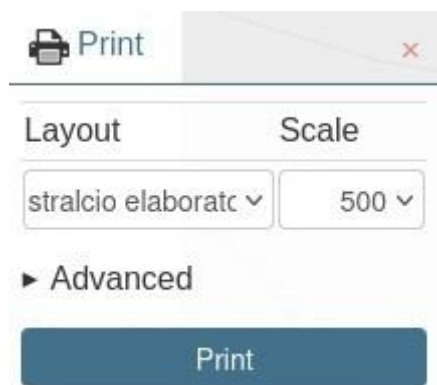 Print
Layout Scale
stralcio elaborato 500
Advanced
Print